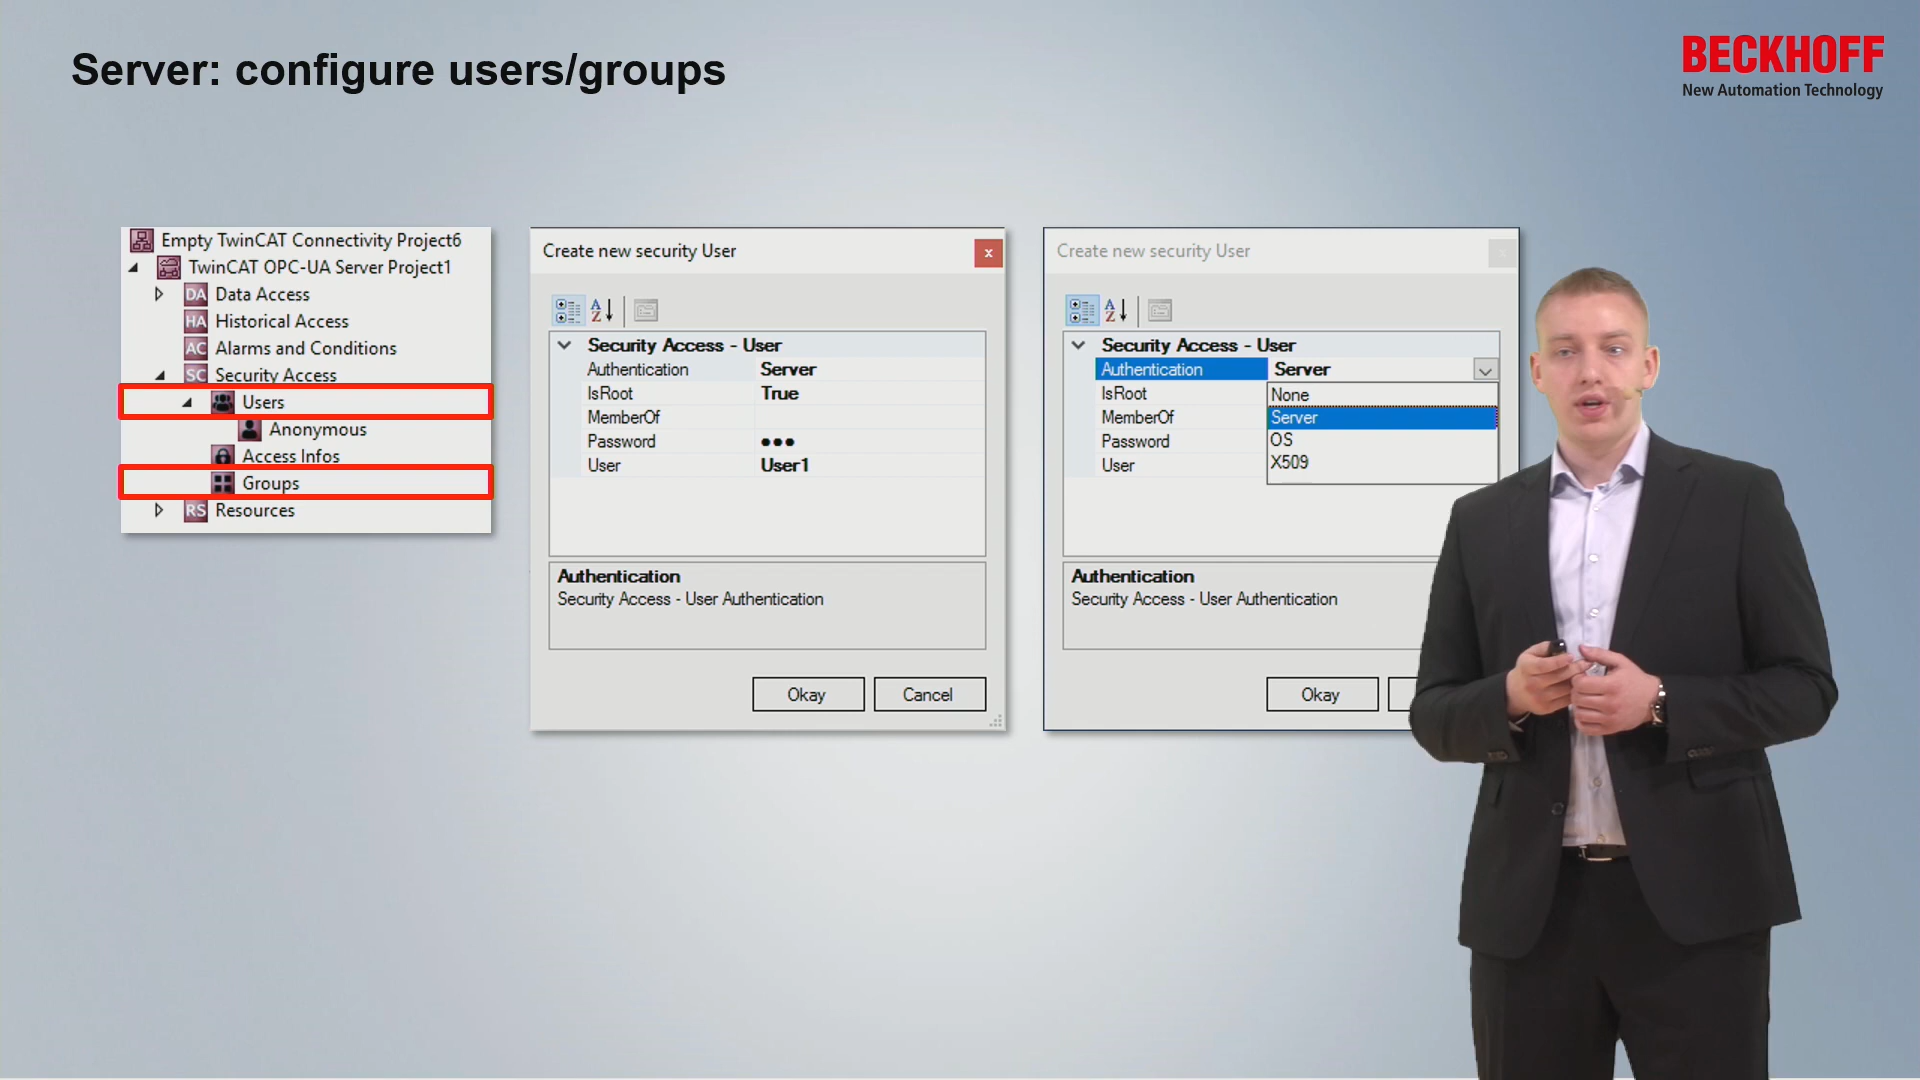 Server: configure users/groups
BECKHOFF
New Automation Technology
Empty TwinCAT Connectivity Project6
TwinCAT OPC-UA Server Project1
DA Data Access
HA Historical Access
AC Alarms and Conditions
SC Security Access
Users
Anonymous
Access Infos
Groups
RS Resources
Create new security User
x
A
Z
Security Access - User
Authentication Server
IsRoot True
MemberOf
Password ●●●
User User1
Authentication
Security Access - User Authentication
Okay Cancel
Create new security User
A
Z
Security Access - User
Authentication Server
IsRoot None
MemberOf Server
Password OS
User X509
Authentication
Security Access - User Authentication
Okay